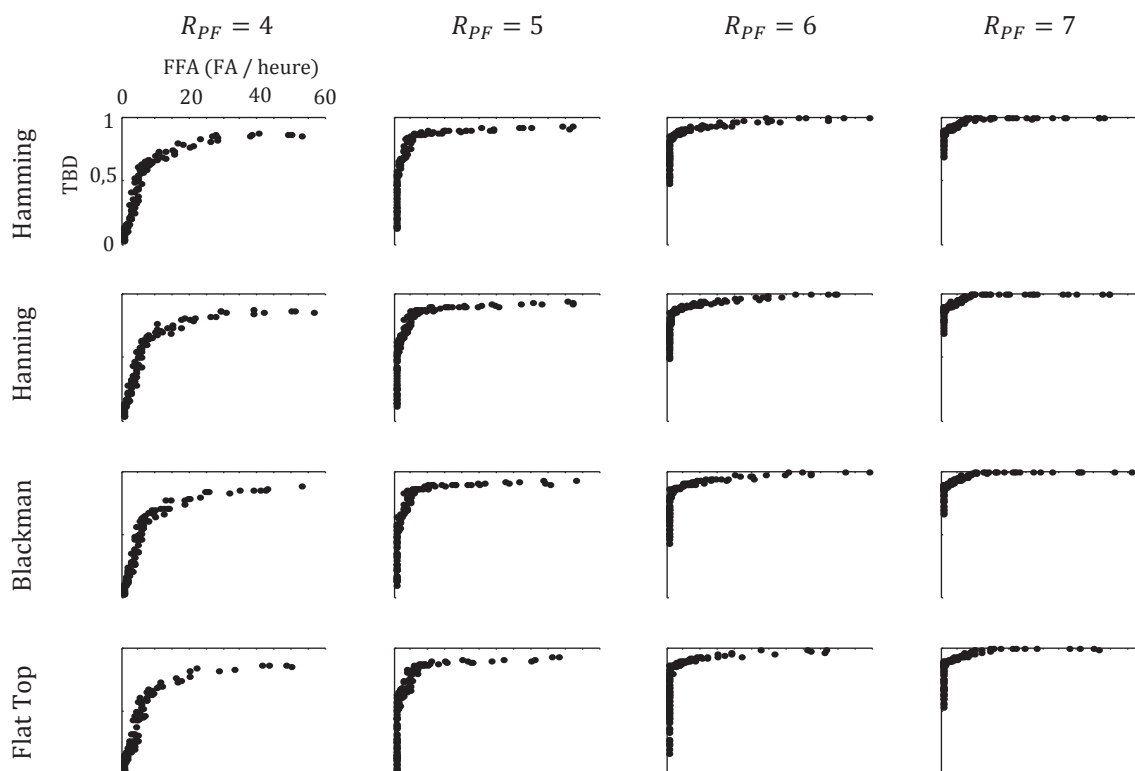 R_PF = 4 R_PF = 5 R_PF = 6 R_PF = 7
FFA (FA / heure)
0 20 40 60
Hamming
TBD
1
0,5
0
Hanning
Blackman
Flat Top